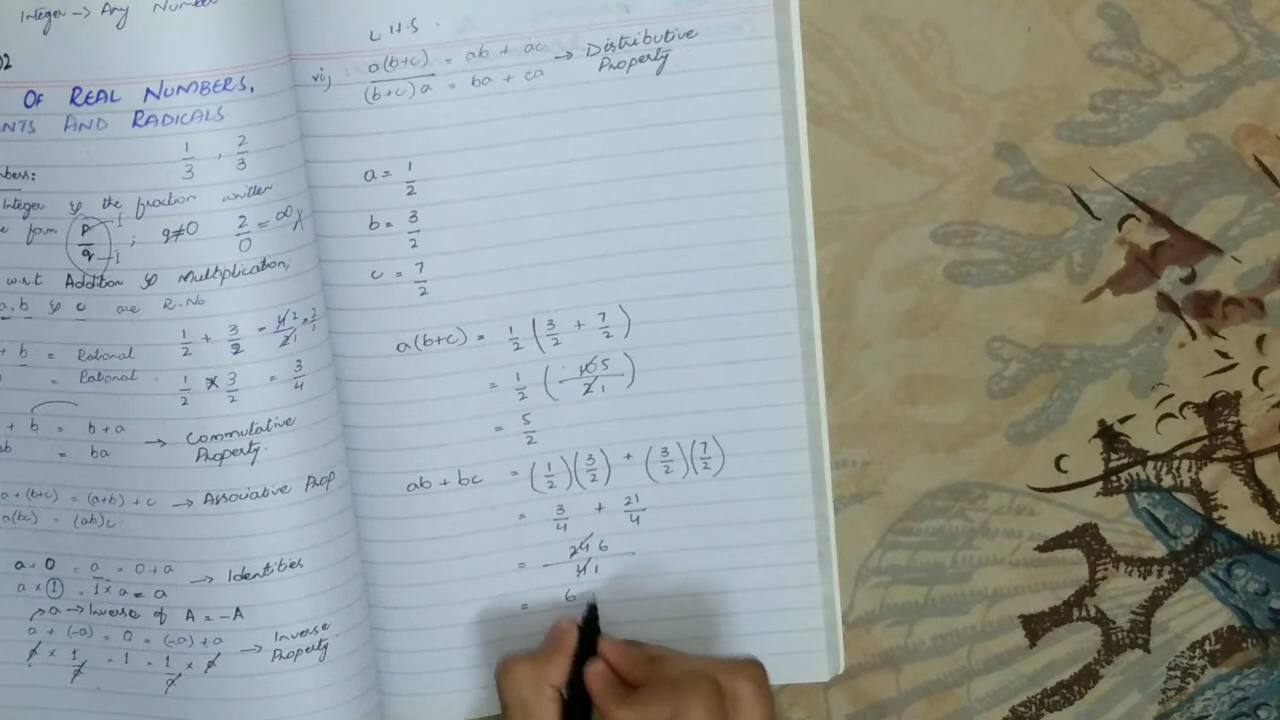 Integer → Any Number
02
OF REAL NUMBERS,
NTS AND RADICALS
1/3 , 2/3
mbers:
Integer & the fraction written
e form p/q ; q≠0 2/0 = ∞ X
w.r.t Addition & Multiplication,
a, b & c are R.No
1/2 + 3/2 = 4 2/2 1 = 2/1
+ b = Rational
= Rational 1/2 × 3/2 = 3/4
+ b = b+a
ab = ba → Commutative Property.
a+(b+c) = (a+b)+c → Associative Prop
a(bc) = (ab)c
a+0 = a = 0+a
a×1 = 1×a = a → Identities
a → Inverse of A = -A
a + (-a) = 0 = (-a) + a
a × 1/a = 1 = 1/a × a → Inverse Property.
L.H.S.
vi, a(b+c) = ab + ac → Distributive Property
(b+c)a = ba + ca
a = 1/2
b = 3/2
c = 7/2
a(b+c) = 1/2 (3/2 + 7/2)
= 1/2 (10 5/2 1)
= 5/2
ab + bc = (1/2)(3/2) + (3/2)(7/2)
= 3/4 + 21/4
= 24 6/4 1
= 6